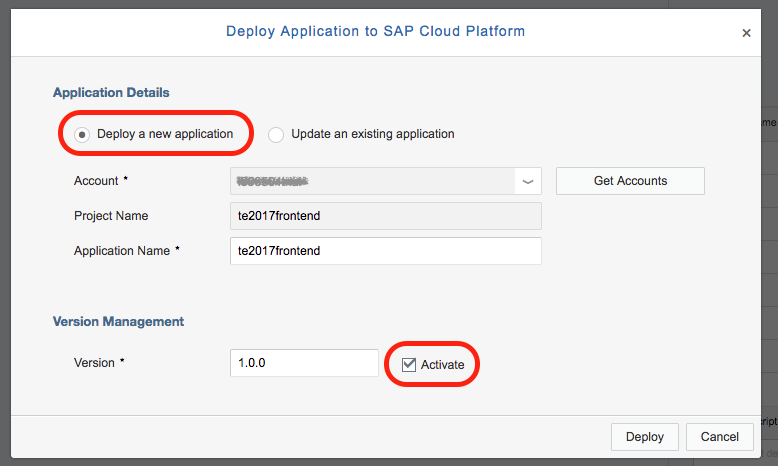 Deploy Application to SAP Cloud Platform
×
Application Details
Deploy a new application
Update an existing application
Account *
Get Accounts
Project Name
te2017frontend
Application Name *
te2017frontend
Version Management
Version *
1.0.0
Activate
Deploy
Cancel